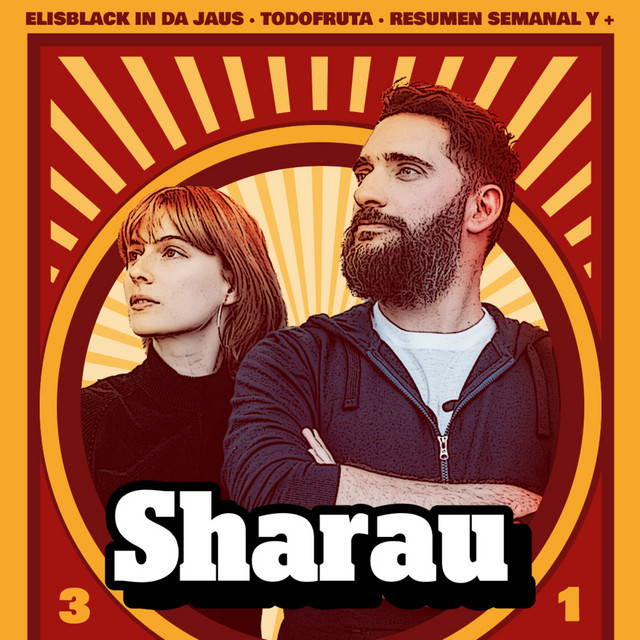 ELISBLACK IN DA JAUS • TODOFRUTA • RESUMEN SEMANAL Y +
Sharau
3 1